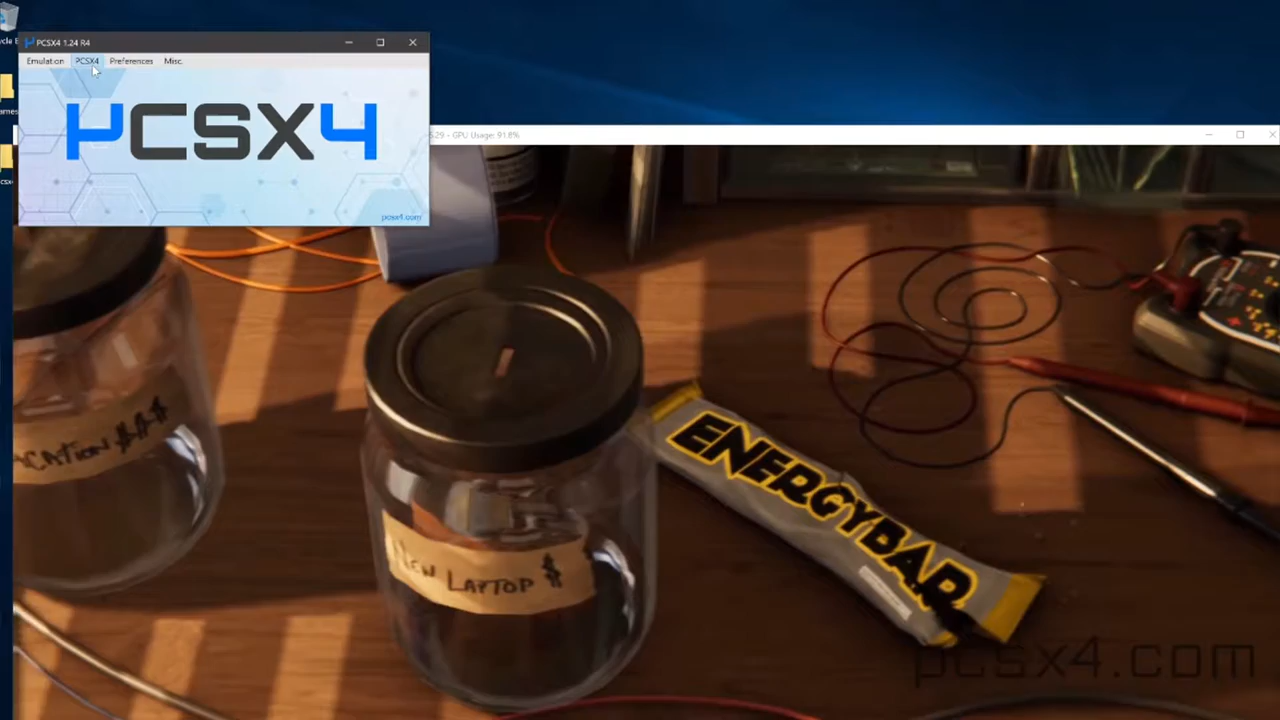 PCSX4 1.24 R4
Emulation PCSX4 Preferences Misc.
PCSX4
pcsx4.com
GPU Usage: 91.8%
NEW LAPTOP $
ENERGYBAR
pcsx4.com